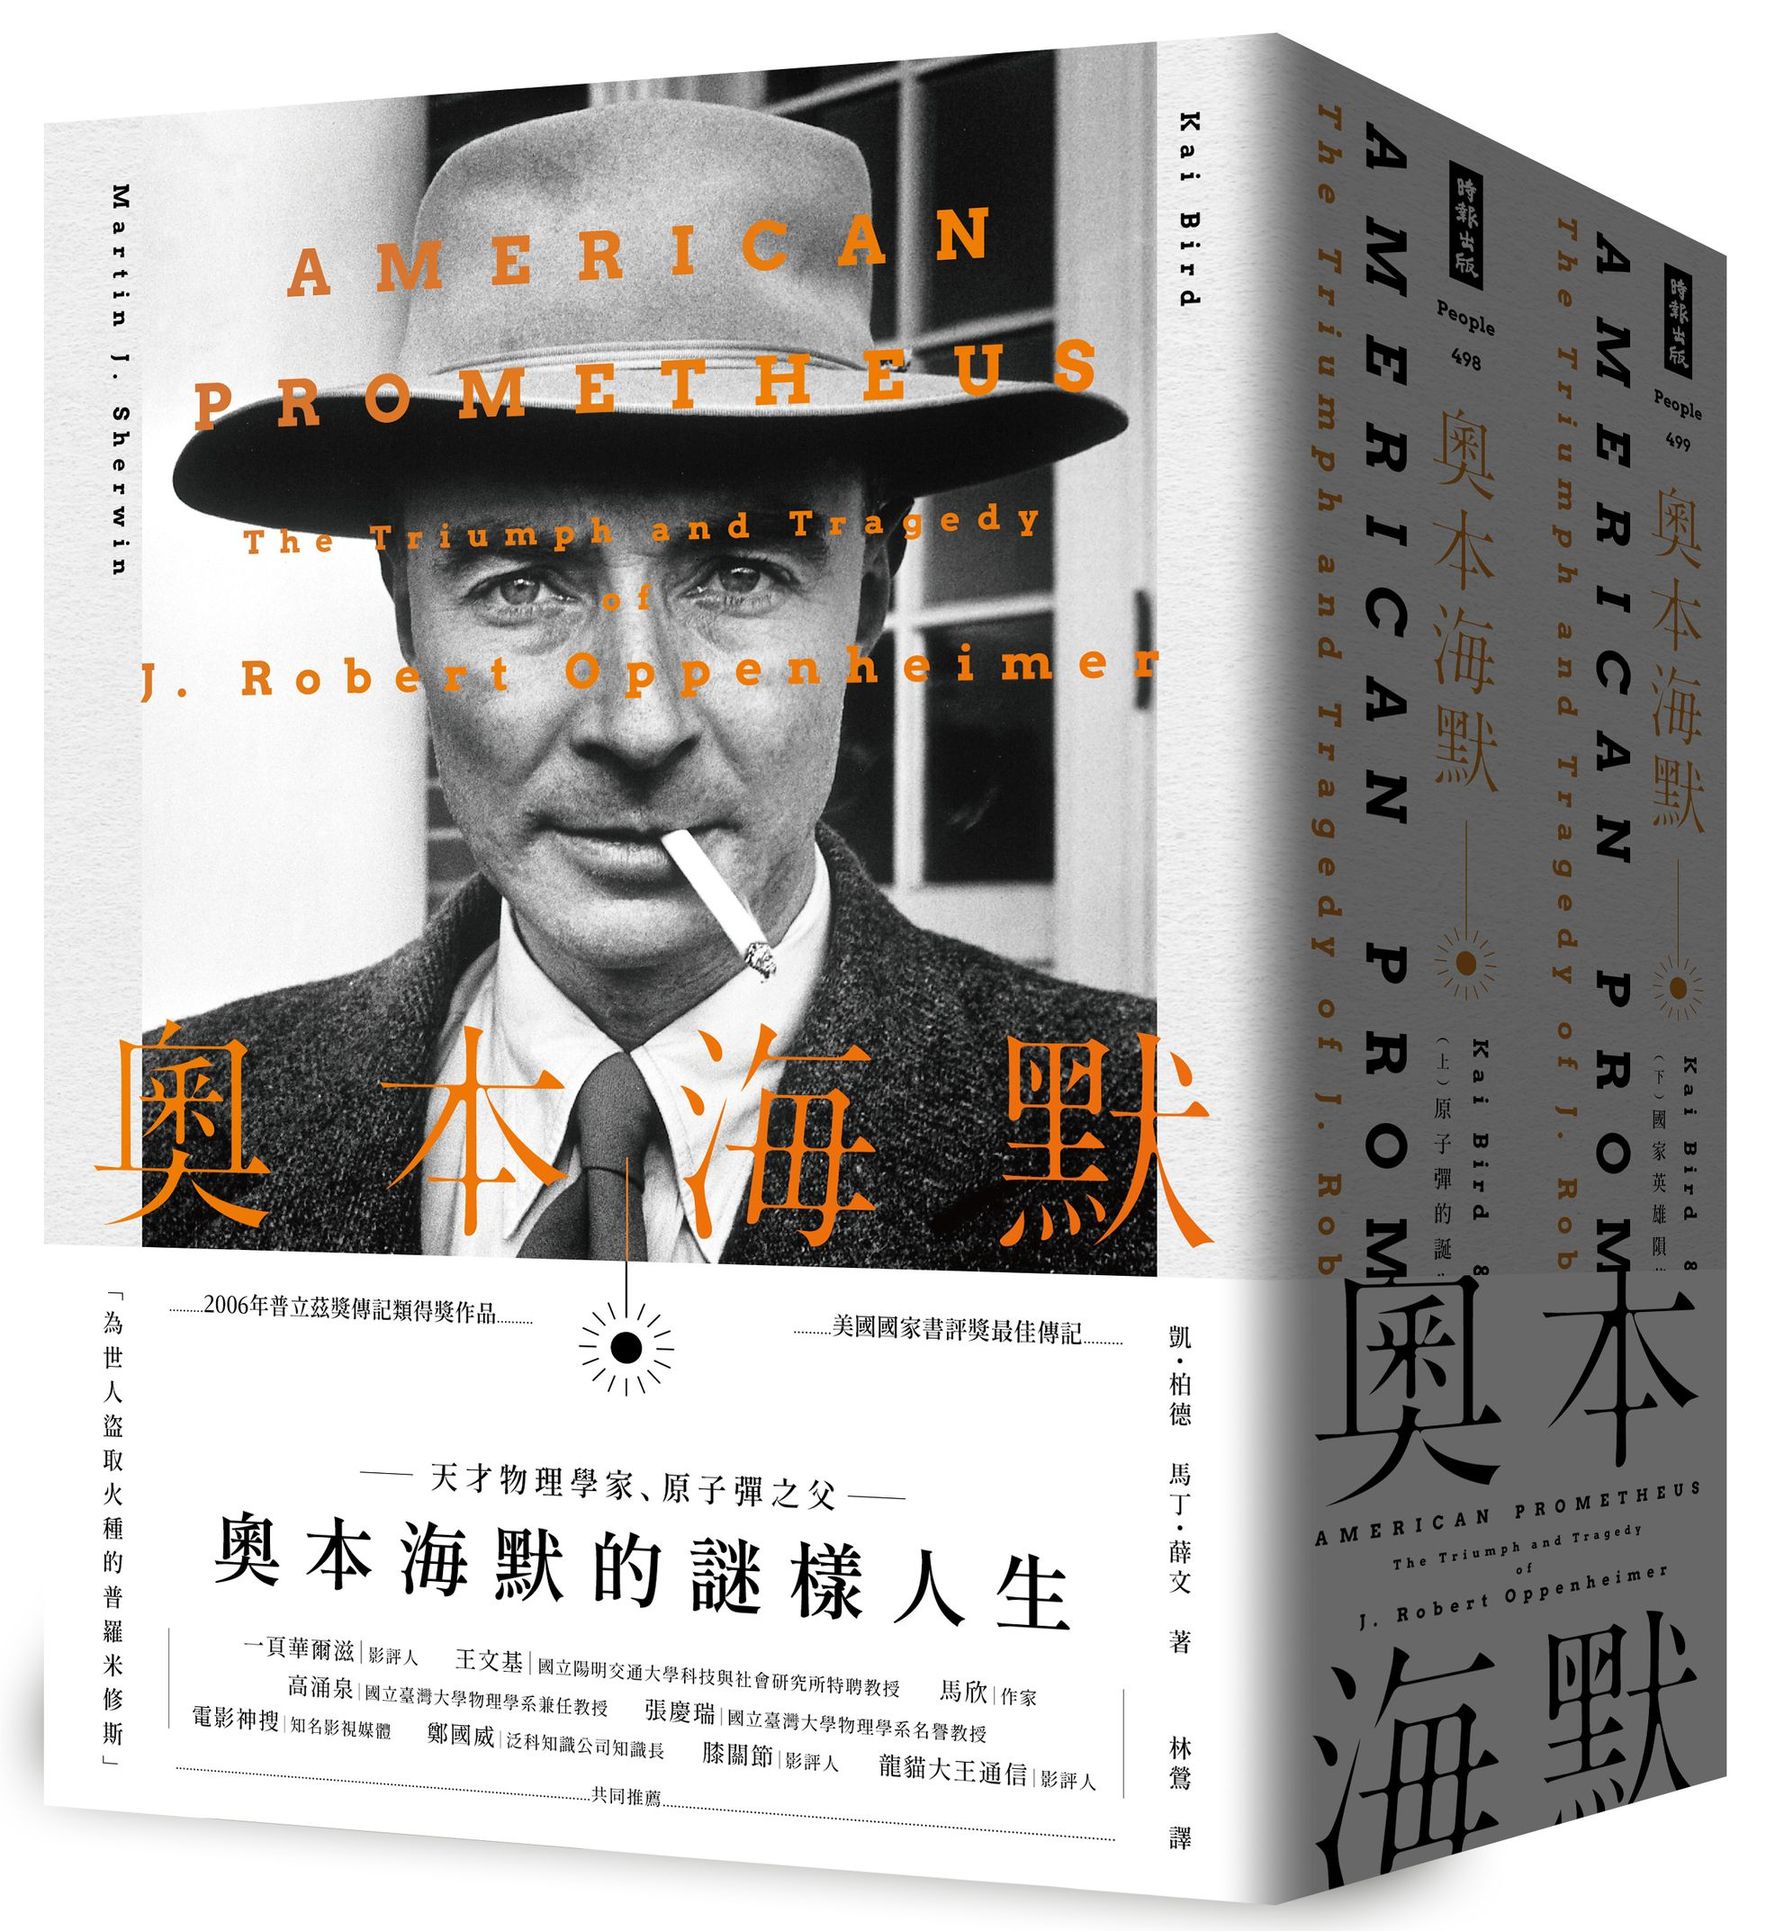 Martin J. Sherwin
Kai Bird
AMERICAN
PROMETHEUS
The Triumph and Tragedy
of
J. Robert Oppenheimer
奧本海默
2006年普立茲獎傳記類得獎作品
美國國家書評獎最佳傳記
「為世人盜取火種的普羅米修斯」
天才物理學家、原子彈之父
奧本海默的謎樣人生
一頁華爾滋|影評人 王文基|國立陽明交通大學科技與社會研究所特聘教授 馬欣|作家
高涌泉|國立臺灣大學物理學系兼任教授 張慶瑞|國立臺灣大學物理學系名譽教授
電影神搜|知名影視媒體 鄭國威|泛科知識公司知識長 膝關節|影評人 龍貓大王通信|影評人
共同推薦
凱·柏德 馬丁·薛文 著
林鶯 譯
The Triumph and Tragedy of J. Rob
AMERICAN PROM
時報出版
People
498
奧本海默
(上)原子彈的誕
Kai Bird &
The Triumph and Tragedy of J. Rob
AMERICAN PROM
時報出版
People
499
奧本海默
(下)國家英雄隕
Kai Bird &
奧本
AMERICAN PROMETHEUS
The Triumph and Tragedy
of
J. Robert Oppenheimer
海默